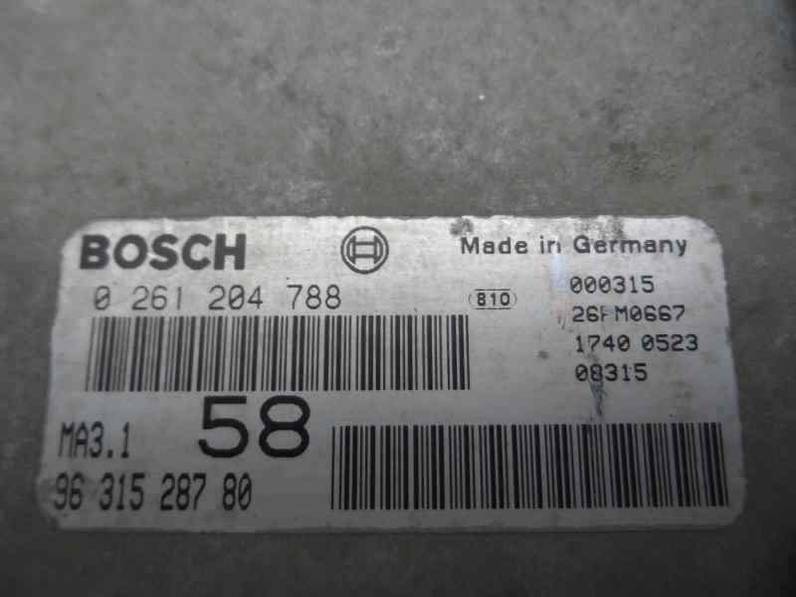 BOSCH Made in Germany
0 261 204 788 810 000315
M0667
1740 0523
08315
MA3.1 58
96 315 287 80